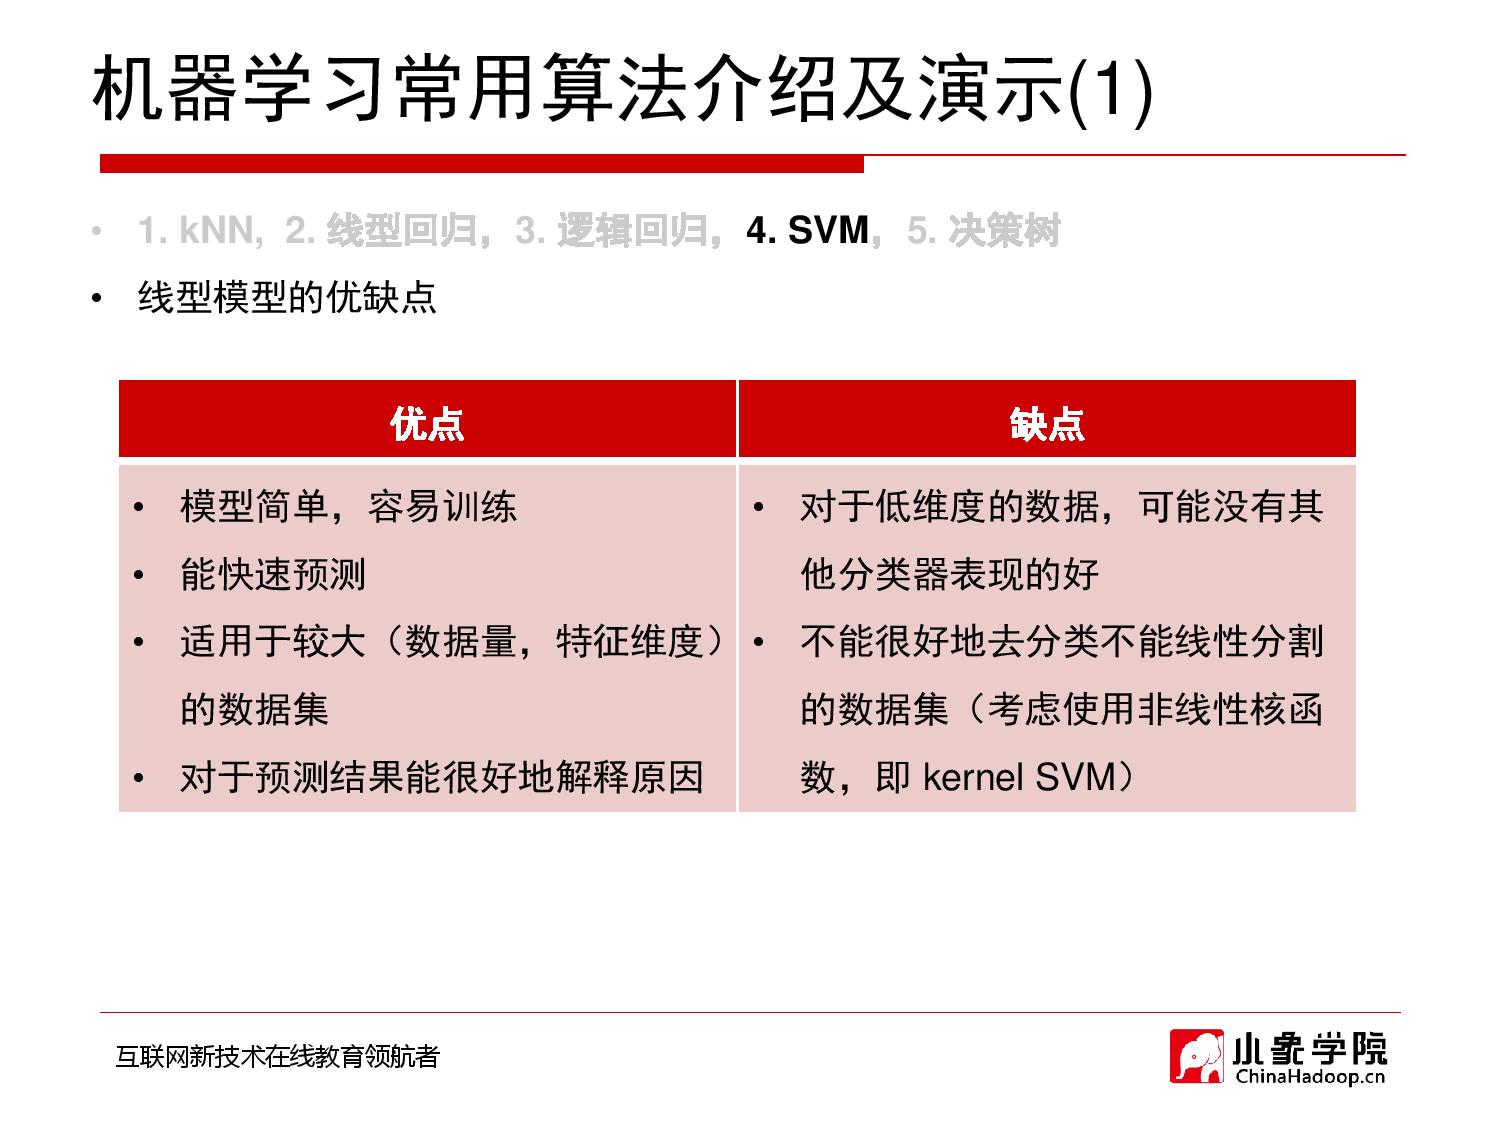 机器学习常用算法介绍及演示(1)
• 1. kNN, 2. 线型回归，3. 逻辑回归，4. SVM，5. 决策树
• 线型模型的优缺点
优点
• 模型简单，容易训练
• 能快速预测
• 适用于较大（数据量，特征维度）
的数据集
• 对于预测结果能很好地解释原因
缺点
• 对于低维度的数据，可能没有其
他分类器表现的好
• 不能很好地去分类不能线性分割
的数据集（考虑使用非线性核函
数，即 kernel SVM）
互联网新技术在线教育领航者
小象学院
ChinaHadoop.cn